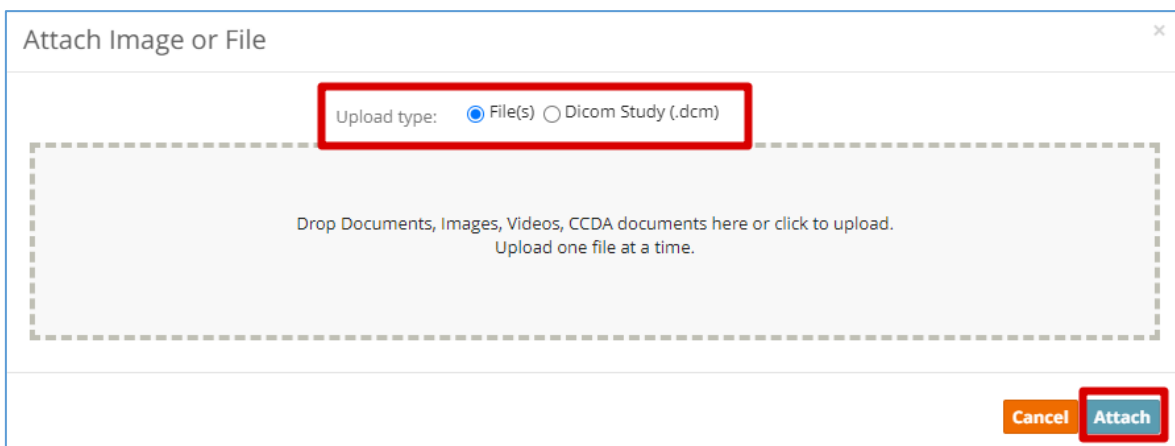 Attach Image or File
×
Upload type: File(s) Dicom Study (.dcm)
Drop Documents, Images, Videos, CCDA documents here or click to upload.
Upload one file at a time.
Cancel Attach